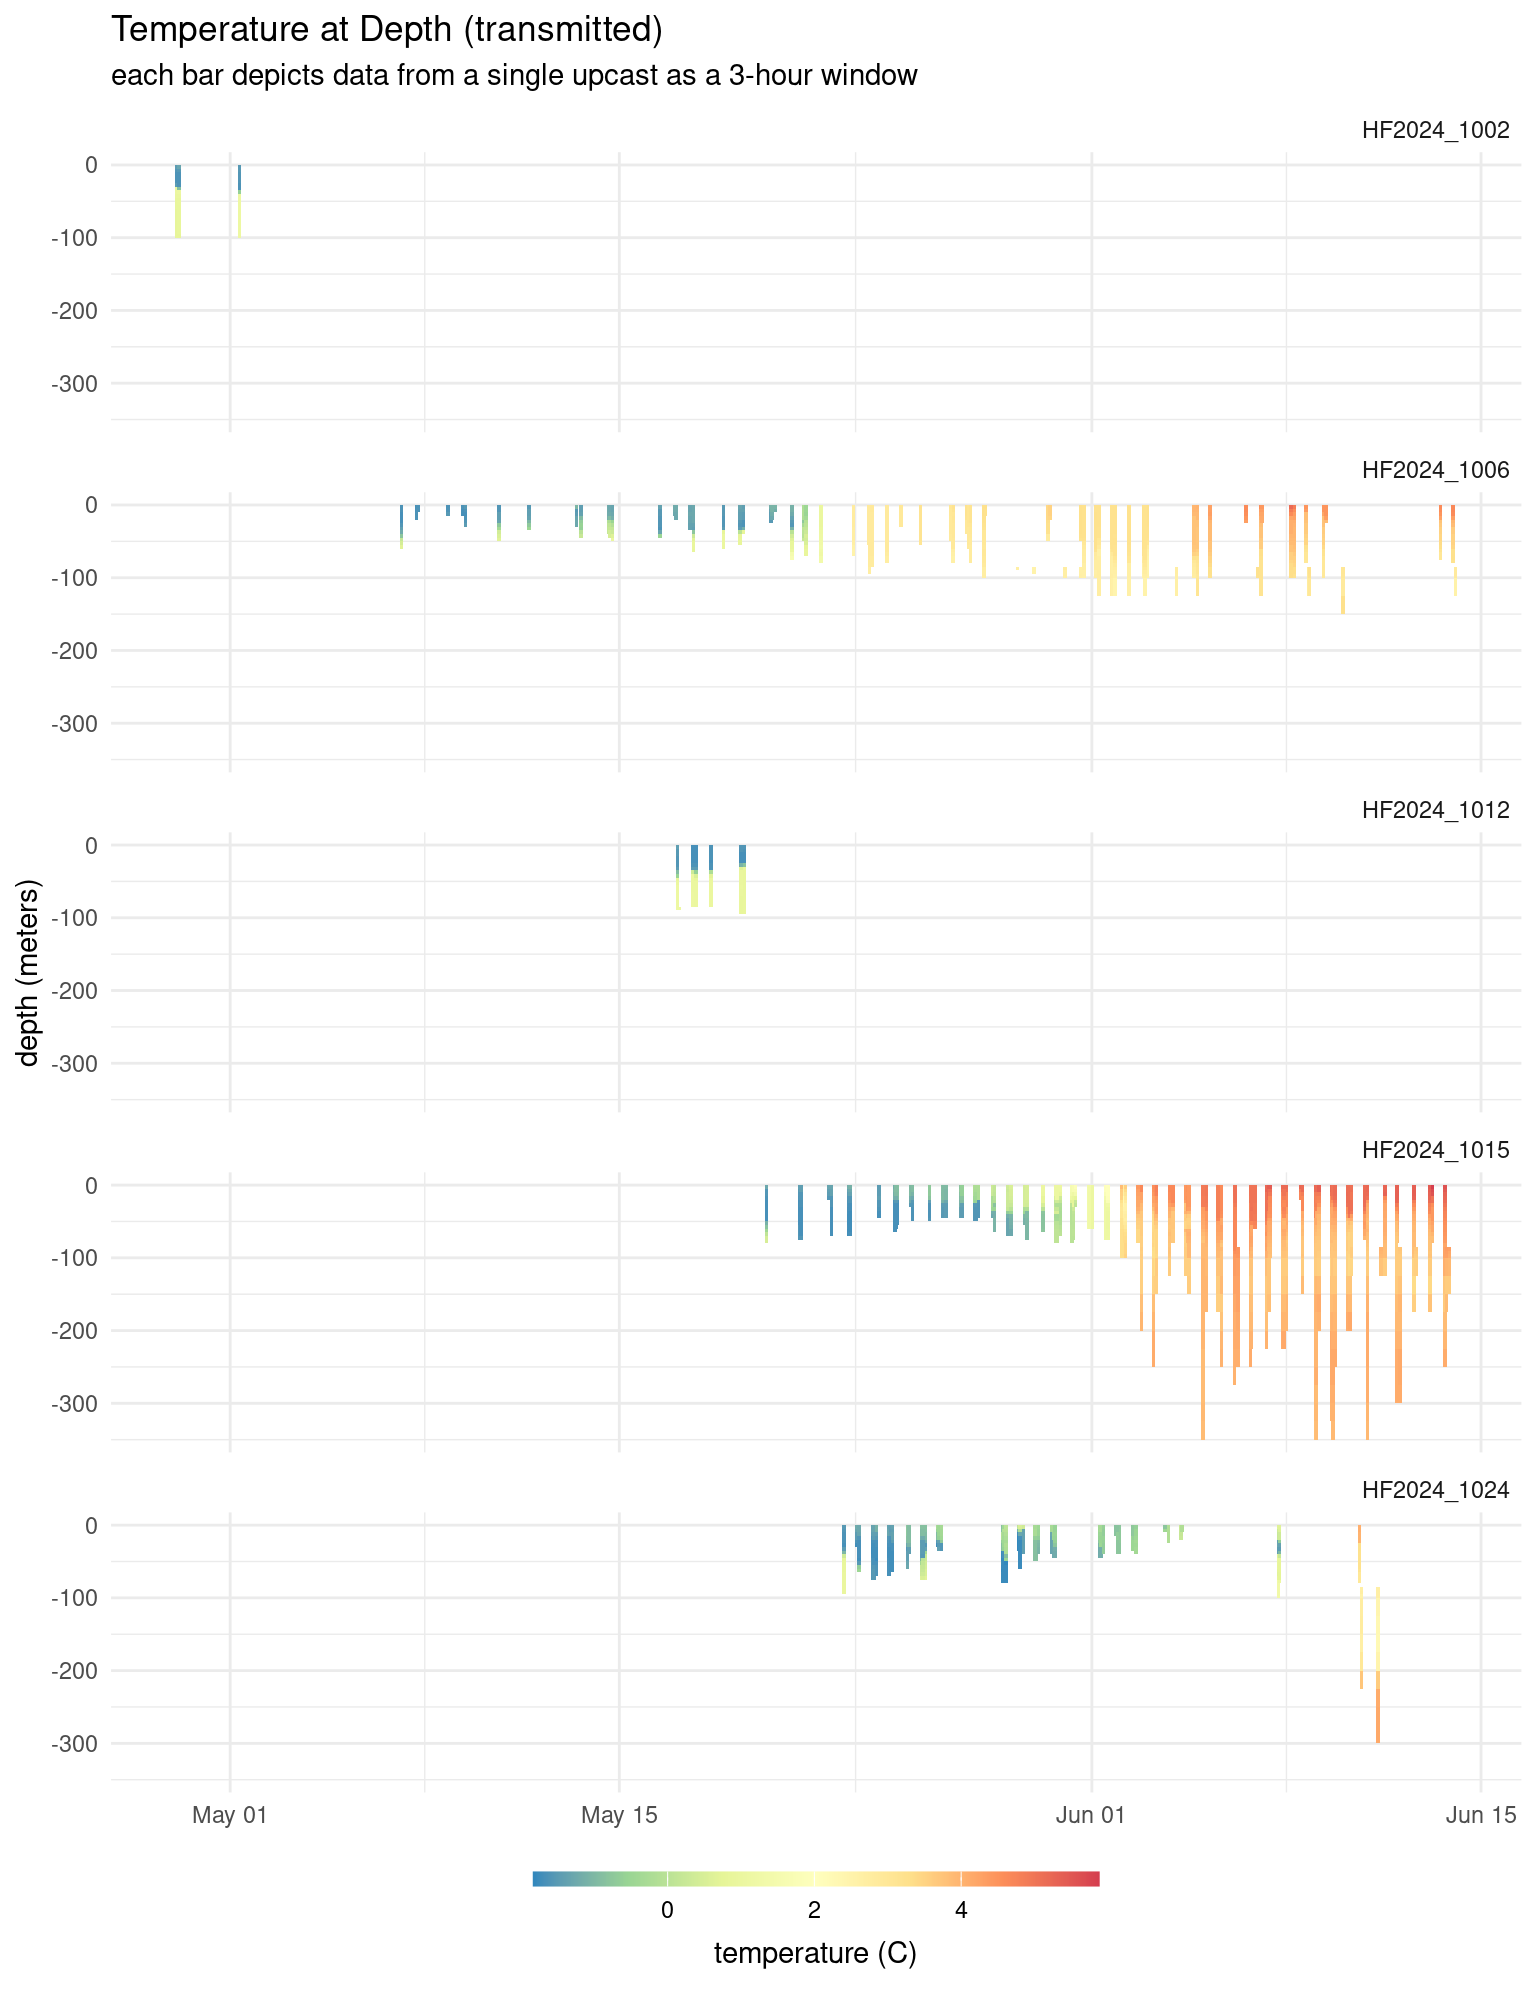 Temperature at Depth (transmitted)
each bar depicts data from a single upcast as a 3-hour window
HF2024_1002
0
-100
-200
-300
HF2024_1006
0
-100
-200
-300
HF2024_1012
0
-100
-200
-300
depth (meters)
HF2024_1015
0
-100
-200
-300
HF2024_1024
0
-100
-200
-300
May 01 May 15 Jun 01 Jun 15
0 2 4
temperature (C)